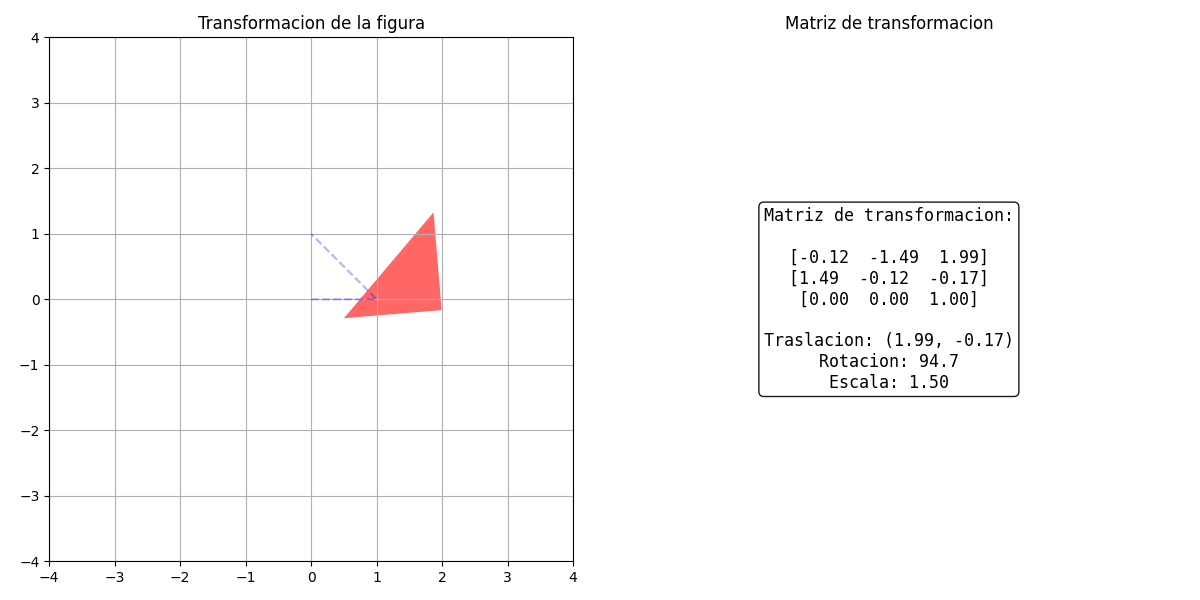 Transformacion de la figura
4
3
2
1
0
−1
−2
−3
−4
−4 −3 −2 −1 0 1 2 3 4
Matriz de transformacion
Matriz de transformacion:
[-0.12 -1.49 1.99]
[1.49 -0.12 -0.17]
[0.00 0.00 1.00]
Traslacion: (1.99, -0.17)
Rotacion: 94.7
Escala: 1.50